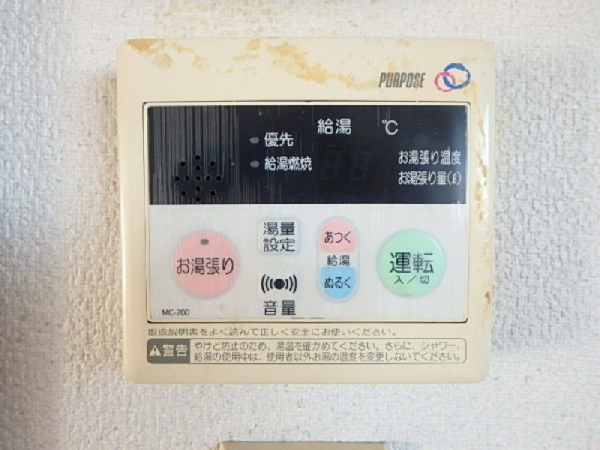 PURPOSE
給湯 ℃
優先
給湯燃焼
お湯張り温度
お湯張り量(ℓ)
お湯張り
湯量
設定
音量
あつく
給湯
ぬるく
運転
入/切
MC-200
取扱説明書をよく読んで正しく安全にお使いください。
警告
やけど防止のため、湯温を確かめてください。さらに、シャワー、
給湯の使用中は、使用者以外お湯の温度を変更しないでください。